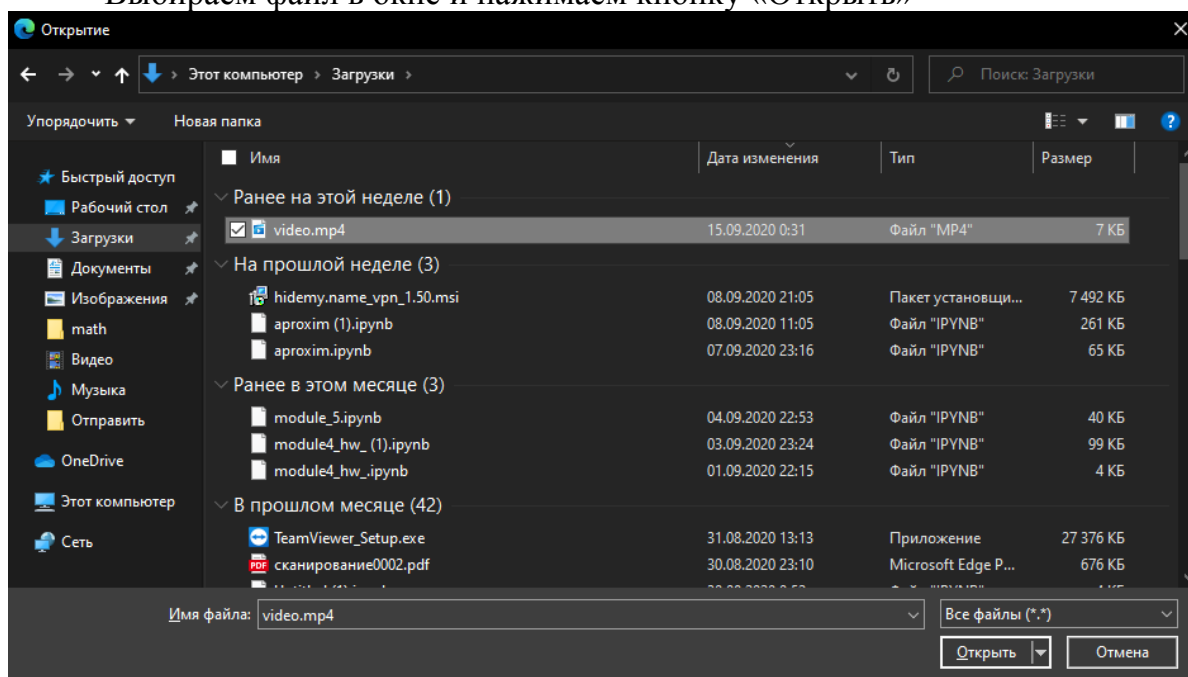 Выбираем файл в окне и нажимаем кнопку «Открыть»
Открытие
Этот компьютер › Загрузки ›
Поиск: Загрузки
Упорядочить
Новая папка
Имя Дата изменения Тип Размер
Быстрый доступ
Рабочий стол
Загрузки
Документы
Изображения
math
Видео
Музыка
Отправить
OneDrive
Этот компьютер
Сеть
Ранее на этой неделе (1)
video.mp4 15.09.2020 0:31 Файл "MP4" 7 КБ
На прошлой неделе (3)
hidemy.name_vpn_1.50.msi 08.09.2020 21:05 Пакет установщи... 7 492 КБ
aproxim (1).ipynb 08.09.2020 11:05 Файл "IPYNB" 261 КБ
aproxim.ipynb 07.09.2020 23:16 Файл "IPYNB" 65 КБ
Ранее в этом месяце (3)
module_5.ipynb 04.09.2020 22:53 Файл "IPYNB" 40 КБ
module4_hw_ (1).ipynb 03.09.2020 23:24 Файл "IPYNB" 99 КБ
module4_hw_.ipynb 01.09.2020 22:15 Файл "IPYNB" 4 КБ
В прошлом месяце (42)
TeamViewer_Setup.exe 31.08.2020 13:13 Приложение 27 376 КБ
сканирование0002.pdf 30.08.2020 23:10 Microsoft Edge P... 676 КБ
Имя файла: video.mp4 Все файлы (*.*)
Открыть Отмена